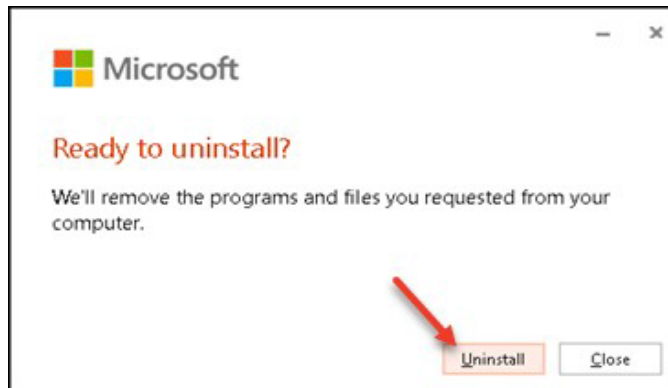 Microsoft
Ready to uninstall?
We'll remove the programs and files you requested from your
computer.
Uninstall
Close